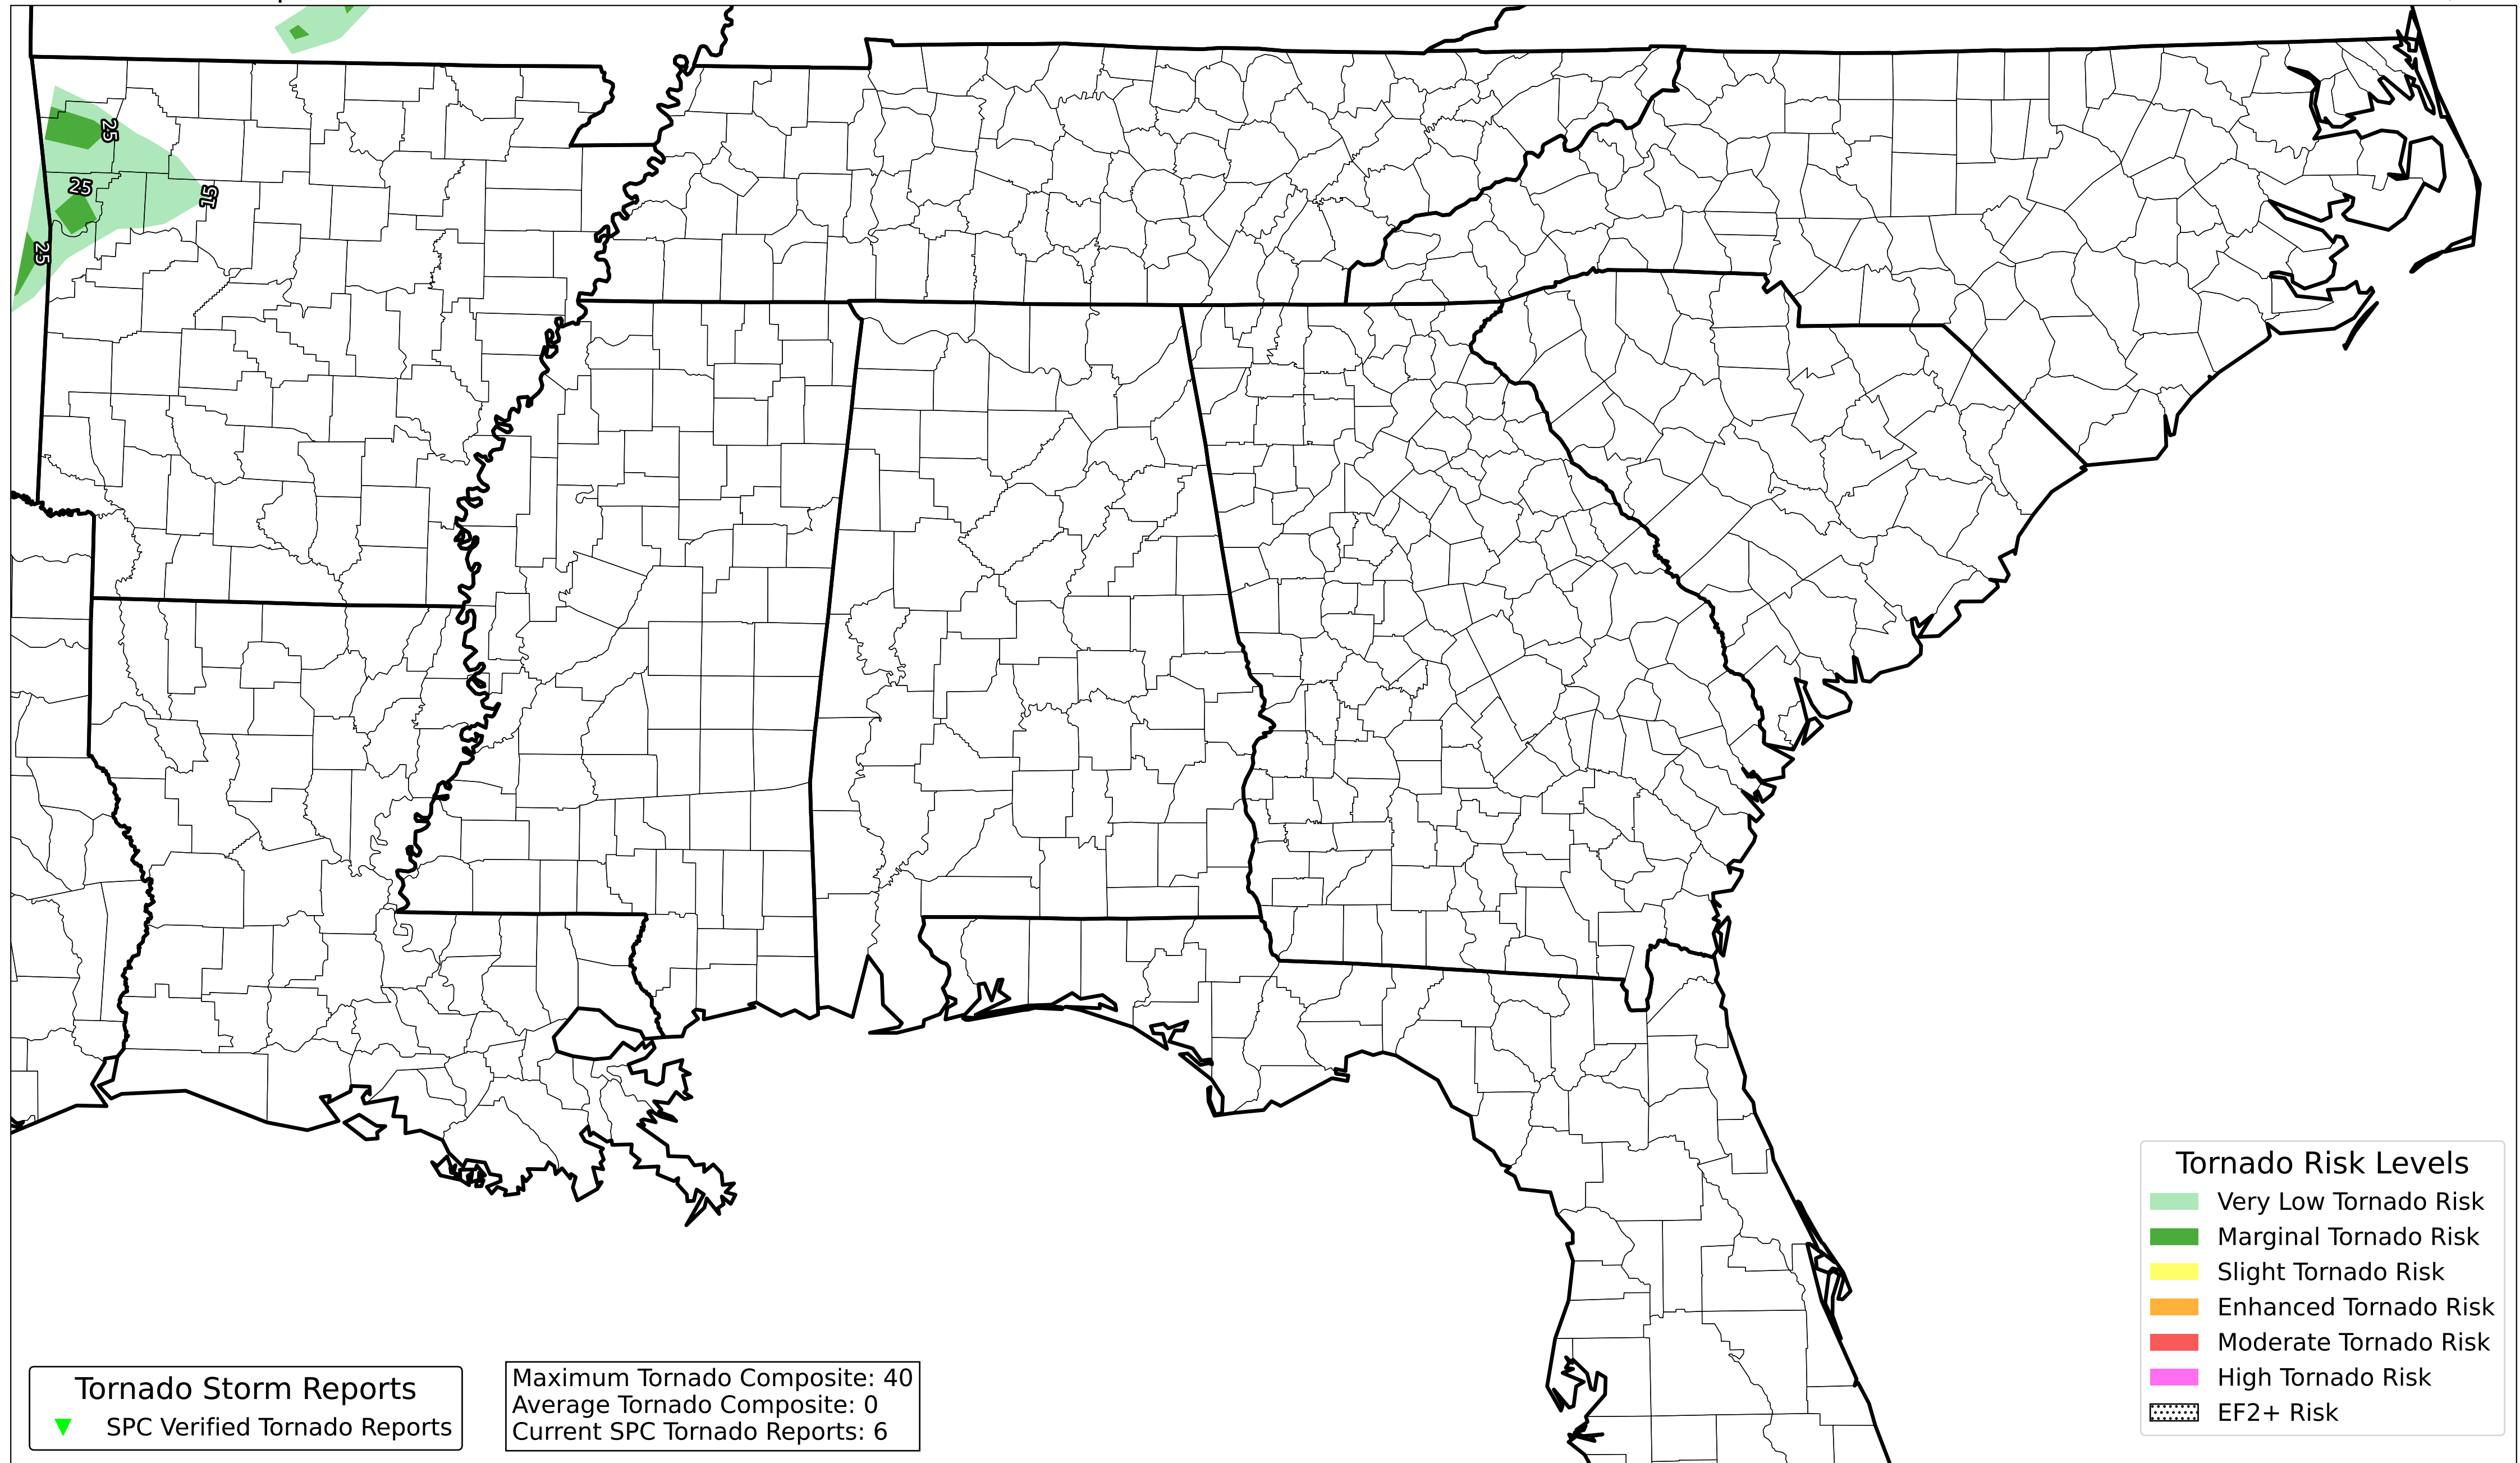 25
25
15
25
Tornado Risk Levels
Very Low Tornado Risk
Marginal Tornado Risk
Slight Tornado Risk
Enhanced Tornado Risk
Moderate Tornado Risk
High Tornado Risk
EF2+ Risk
Tornado Storm Reports
SPC Verified Tornado Reports
Maximum Tornado Composite: 40
Average Tornado Composite: 0
Current SPC Tornado Reports: 6